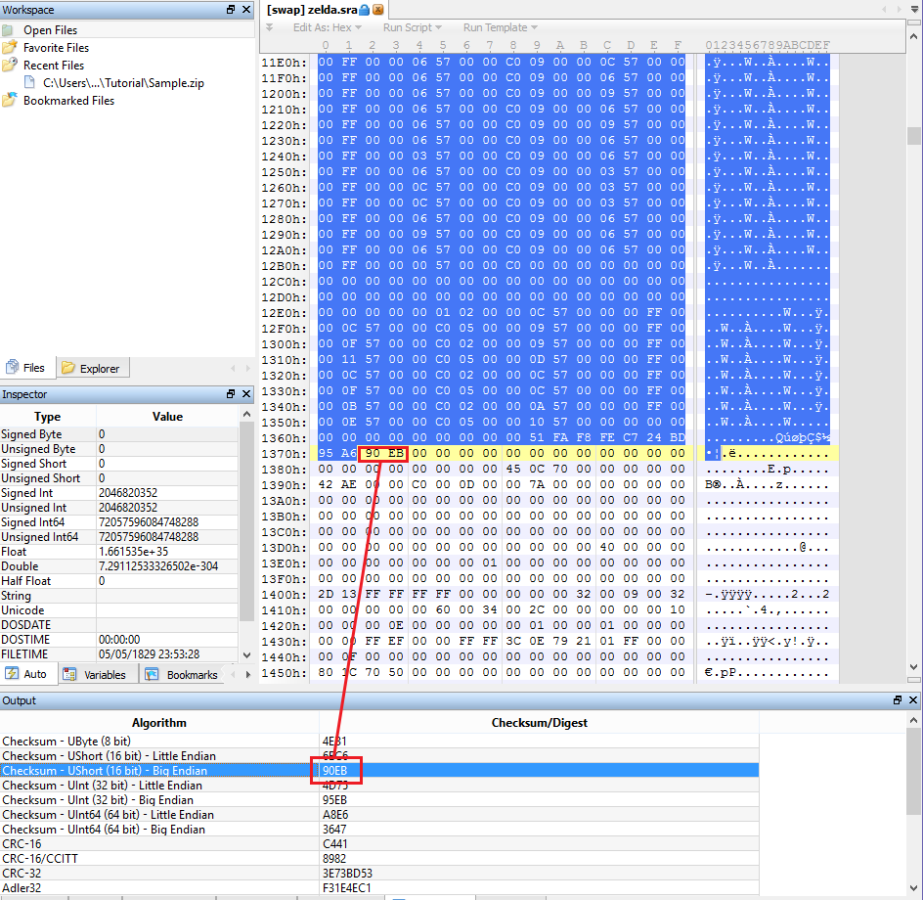 Workspace
Open Files
Favorite Files
Recent Files
C:\Users\...\Tutorial\Sample.zip
Bookmarked Files
Files Explorer
Inspector
Type Value
Signed Byte 0
Unsigned Byte 0
Signed Short 0
Unsigned Short 0
Signed Int 2046820352
Unsigned Int 2046820352
Signed Int64 72057596084748288
Unsigned Int64 72057596084748288
Float 1.661535e+35
Double 7.29112533326502e-304
Half Float 0
String
Unicode
DOSDATE
DOSTIME 00:00:00
FILETIME 05/05/1829 23:53:28
Auto Variables Bookmarks
[swap] zelda.sra
Edit As: Hex Run Script Run Template
0 1 2 3 4 5 6 7 8 9 A B C D E F 0123456789ABCDEF
11E0h: 00 FF 00 00 06 57 00 00 C0 09 00 00 0C 57 00 00 .ÿ...W..À....W..
11F0h: 00 FF 00 00 06 57 00 00 C0 09 00 00 06 57 00 00 .ÿ...W..À....W..
1200h: 00 FF 00 00 06 57 00 00 C0 09 00 00 06 57 00 00 .ÿ...W..À....W..
1210h: 00 FF 00 00 06 57 00 00 C0 09 00 00 06 57 00 00 .ÿ...W..À....W..
1220h: 00 FF 00 00 06 57 00 00 C0 09 00 00 09 57 00 00 .ÿ...W..À....W..
1230h: 00 FF 00 00 06 57 00 00 C0 09 00 00 06 57 00 00 .ÿ...W..À....W..
1240h: 00 FF 00 00 03 57 00 00 C0 09 00 00 06 57 00 00 .ÿ...W..À....W..
1250h: 00 FF 00 00 06 57 00 00 C0 09 00 00 03 57 00 00 .ÿ...W..À....W..
1260h: 00 FF 00 00 0C 57 00 00 C0 09 00 00 03 57 00 00 .ÿ...W..À....W..
1270h: 00 FF 00 00 0C 57 00 00 C0 09 00 00 03 57 00 00 .ÿ...W..À....W..
1280h: 00 FF 00 00 06 57 00 00 C0 09 00 00 06 57 00 00 .ÿ...W..À....W..
1290h: 00 FF 00 00 09 57 00 00 C0 09 00 00 06 57 00 00 .ÿ...W..À....W..
12A0h: 00 FF 00 00 06 57 00 00 C0 09 00 00 06 57 00 00 .ÿ...W..À....W..
12B0h: 00 FF 00 00 06 57 00 00 C0 00 00 00 00 00 00 00 .ÿ...W..À.......
12C0h: 00 00 00 00 00 00 00 00 00 00 00 00 00 00 00 00 ................
12D0h: 00 00 00 00 00 00 00 00 00 00 00 00 00 00 00 00 ................
12E0h: 00 00 00 00 00 01 02 00 00 0C 57 00 00 00 FF 00 ..........W...ÿ.
12F0h: 00 0C 57 00 00 C0 05 00 00 09 57 00 00 00 FF 00 ..W..À....W...ÿ.
1300h: 00 0F 57 00 00 C0 02 00 00 09 57 00 00 00 FF 00 ..W..À....W...ÿ.
1310h: 00 11 57 00 00 C0 05 00 00 0D 57 00 00 00 FF 00 ..W..À....W...ÿ.
1320h: 00 0C 57 00 00 C0 02 00 00 0C 57 00 00 00 FF 00 ..W..À....W...ÿ.
1330h: 00 0F 57 00 00 C0 05 00 00 0C 57 00 00 00 FF 00 ..W..À....W...ÿ.
1340h: 00 0B 57 00 00 C0 02 00 00 0A 57 00 00 00 FF 00 ..W..À....W...ÿ.
1350h: 00 0E 57 00 00 C0 05 00 00 10 57 00 00 00 00 00 ..W..À....W.....
1360h: 00 00 00 00 00 00 00 00 00 51 FA F8 FE C7 24 BD .........QúøþÇ$½
1370h: 95 A6 90 EB 00 00 00 00 00 00 00 00 00 00 00 00 •¦.ë............
1380h: 00 00 00 00 00 00 00 00 45 0C 70 00 00 00 00 00 ........E.p.....
1390h: 42 AE 00 00 C0 00 0D 00 00 7A 00 00 00 00 00 00 B®..À....z......
13A0h: 00 00 00 00 00 00 00 00 00 00 00 00 00 00 00 00 ................
13B0h: 00 00 00 00 00 00 00 00 00 00 00 00 00 00 00 00 ................
13C0h: 00 00 00 00 00 00 00 00 00 00 00 00 00 00 00 00 ................
13D0h: 00 00 00 00 00 00 00 00 00 00 00 00 40 00 00 00 ............@...
13E0h: 00 00 00 00 00 00 00 01 00 00 00 00 00 00 00 00 ................
13F0h: 00 00 00 00 00 00 00 00 00 00 00 00 00 00 00 00 ................
1400h: 2D 13 FF FF FF FF 00 00 00 00 00 32 00 09 00 32 -.ÿÿÿÿ.....2...2
1410h: 00 00 00 00 00 60 00 34 00 2C 00 00 00 00 00 10 .....`.4.,......
1420h: 00 00 00 0E 00 00 00 00 00 01 00 00 01 00 00 00 ................
1430h: 00 00 FF EF 00 00 FF FF 3C 0E 79 21 01 FF 00 00 ..ÿï..ÿÿ<.y!.ÿ..
1440h: 00 0F 00 00 00 00 00 00 00 00 00 00 00 00 00 00 ................
1450h: 80 1C 70 50 00 00 00 00 00 00 00 00 00 00 00 00 €.pP............
Output
Algorithm Checksum/Digest
Checksum - UByte (8 bit) 4E81
Checksum - UShort (16 bit) - Little Endian 6BC6
Checksum - UShort (16 bit) - Big Endian 90EB
Checksum - UInt (32 bit) - Little Endian 4D73
Checksum - UInt (32 bit) - Big Endian 95EB
Checksum - UInt64 (64 bit) - Little Endian A8E6
Checksum - UInt64 (64 bit) - Big Endian 3647
CRC-16 C441
CRC-16/CCITT 8982
CRC-32 3E73BD53
Adler32 F31E4EC1